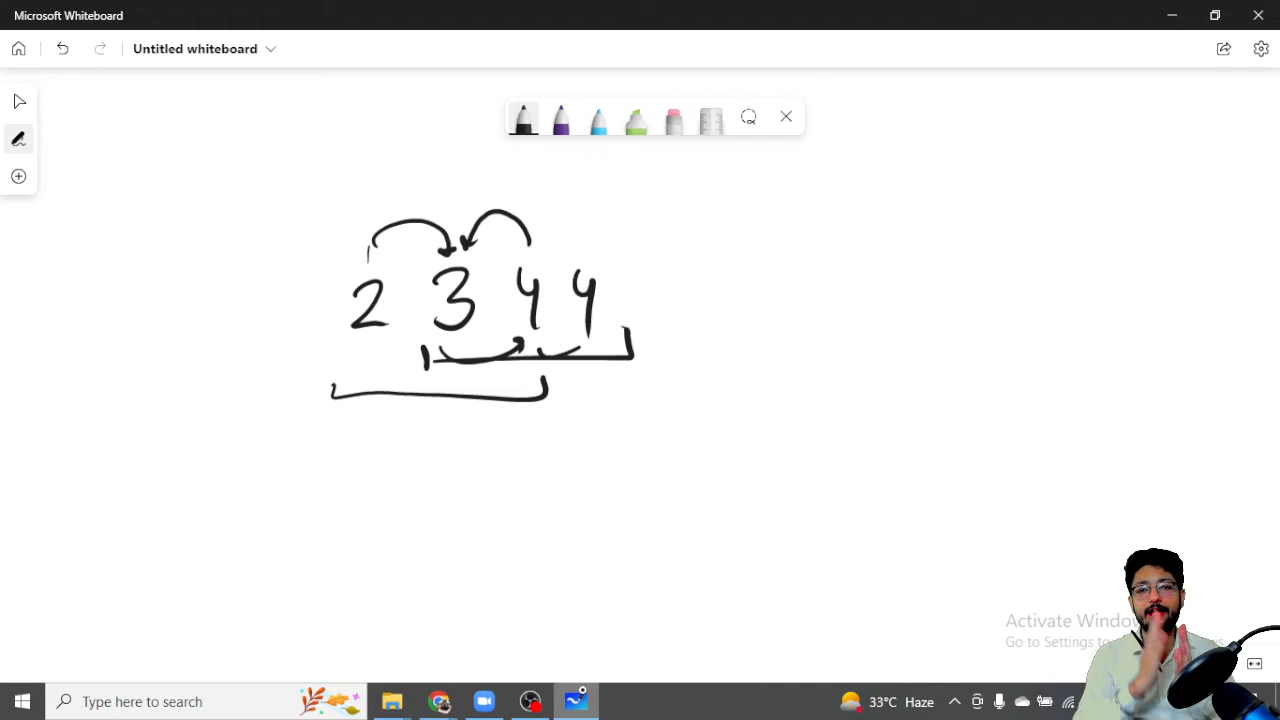 Microsoft Whiteboard
Untitled whiteboard
2 3 4 4
Activate Windo
Go to Settings to
Type here to search
33°C Haze